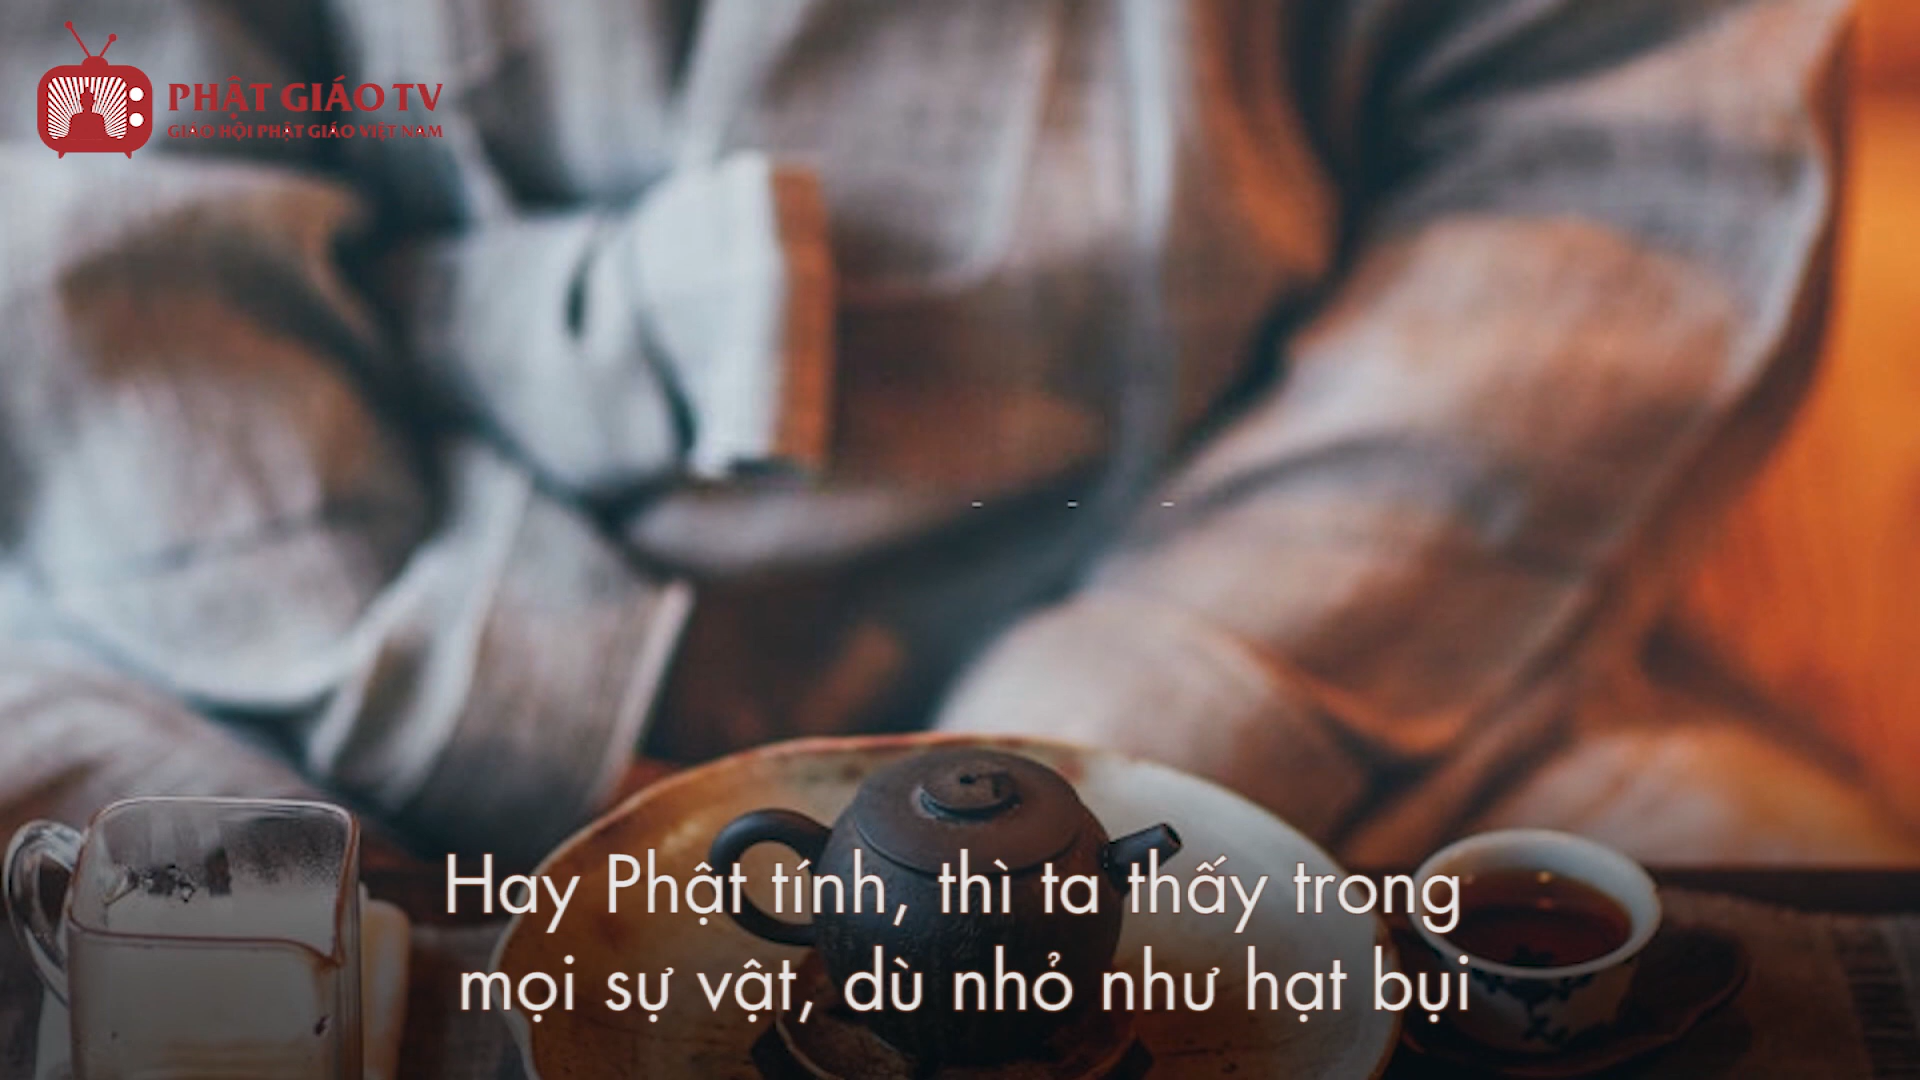 PHẬT GIÁO TV
GIÁO HỘI PHẬT GIÁO VIỆT NAM
- - -
Hay Phật tính, thì ta thấy trong
mọi sự vật, dù nhỏ như hạt bụi